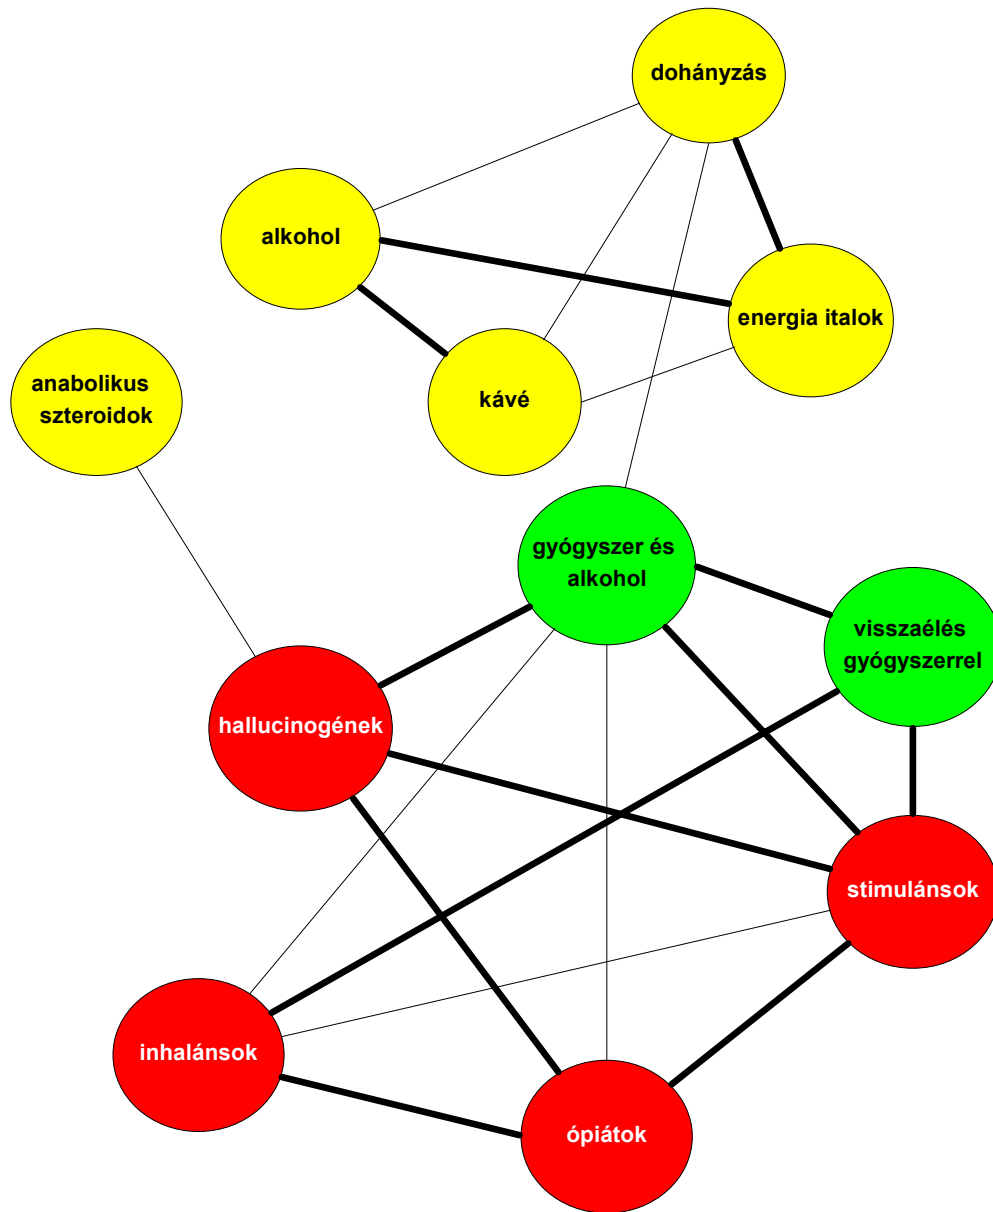 dohányzás
alkohol
energia italok
anabolikus
szteroidok
kávé
gyógyszer és
alkohol
visszaélés
gyógyszerrel
hallucinogének
stimulánsok
inhalánsok
ópiátok